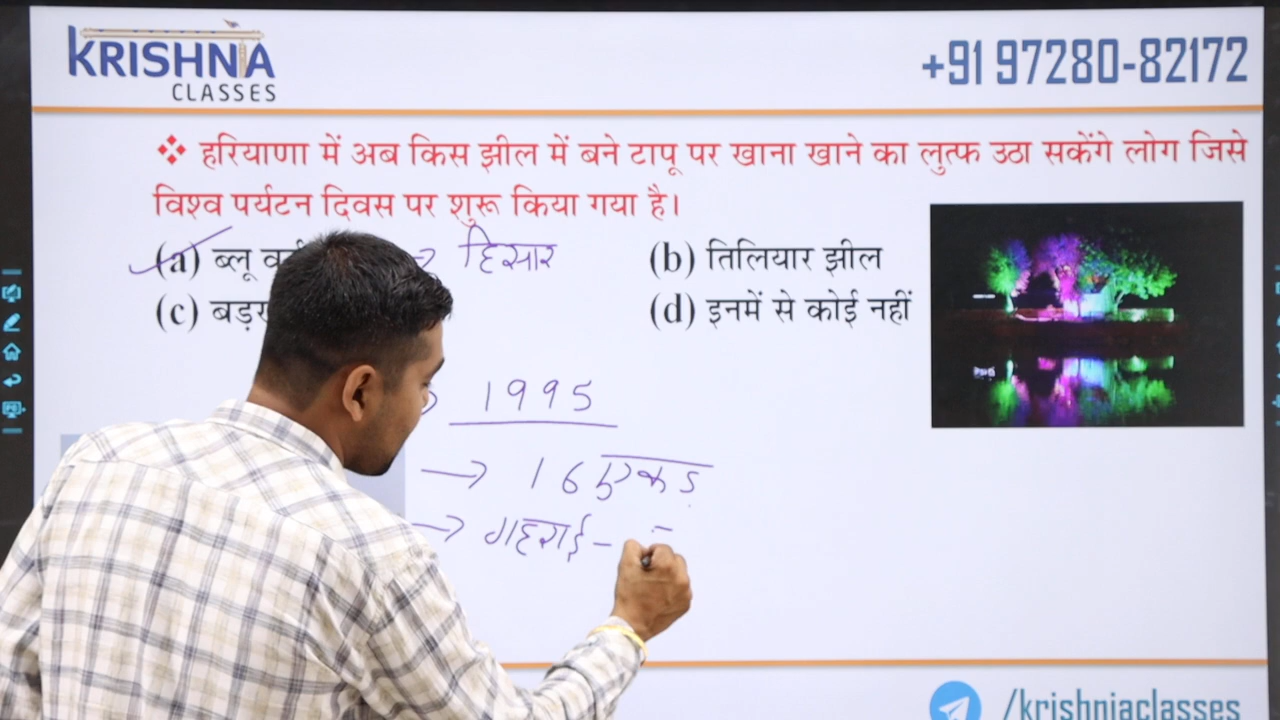 KRISHNIA
CLASSES
+91 97280-82172
❖ हरियाणा में अब किस झील में बने टापू पर खाना खाने का लुत्फ उठा सकेंगे लोग जिसे
विश्व पर्यटन दिवस पर शुरू किया गया है।
(a) ब्लू → हिसार
(b) तिलियार झील
(c)
(d) इनमें से कोई नहीं
1995
→ 16 एकड़
→ गहराई -
/krishniaclasses